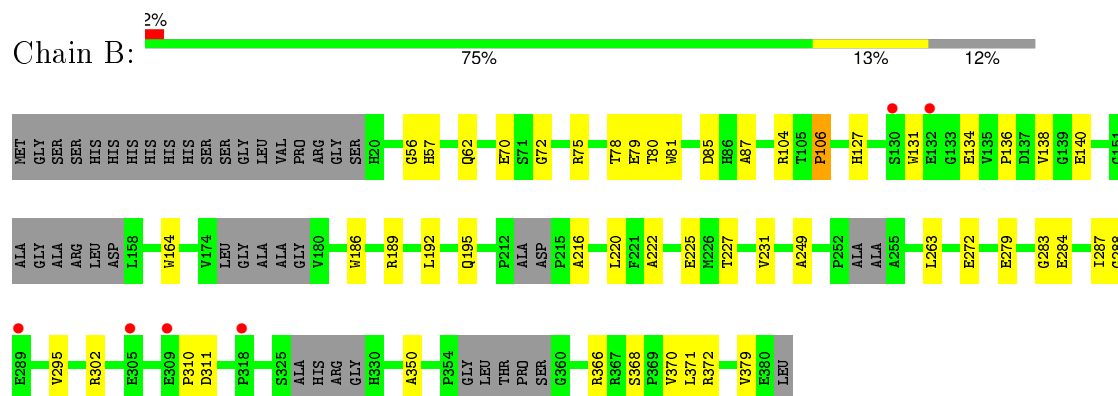 2%
Chain B:
75% 13% 12%
MET GLY SER SER HIS HIS HIS HIS HIS HIS SER SER GLY LEU VAL PRO ARG GLY SER H20 G56 H57 Q62 E70 S71 G72 R75 T78 E79 T80 W81 D85 H86 A87 R104 T105 P106 H127 S130 W131 E132 G133 E134 V135 P136 D137 V138 G139 E140 G151
ALA GLY ALA ALA ARG LEU ASP L158 W164 V174 LEU GLY ALA ALA GLY V180 W186 R189 L192 Q195 P212 ALA ASP P215 A216 L220 F221 A222 E225 M226 T227 V231 A249 P252 ALA ALA A255 L263 E272 E279 G283 E284 I287 G288
E289 V295 R302 E305 E309 P310 D311 P318 S325 ALA HIS ARG GLY H330 A350 P354 GLY LEU THR PRO SER G360 R366 R367 S368 P369 V370 L371 R372 V379 E380 LEU